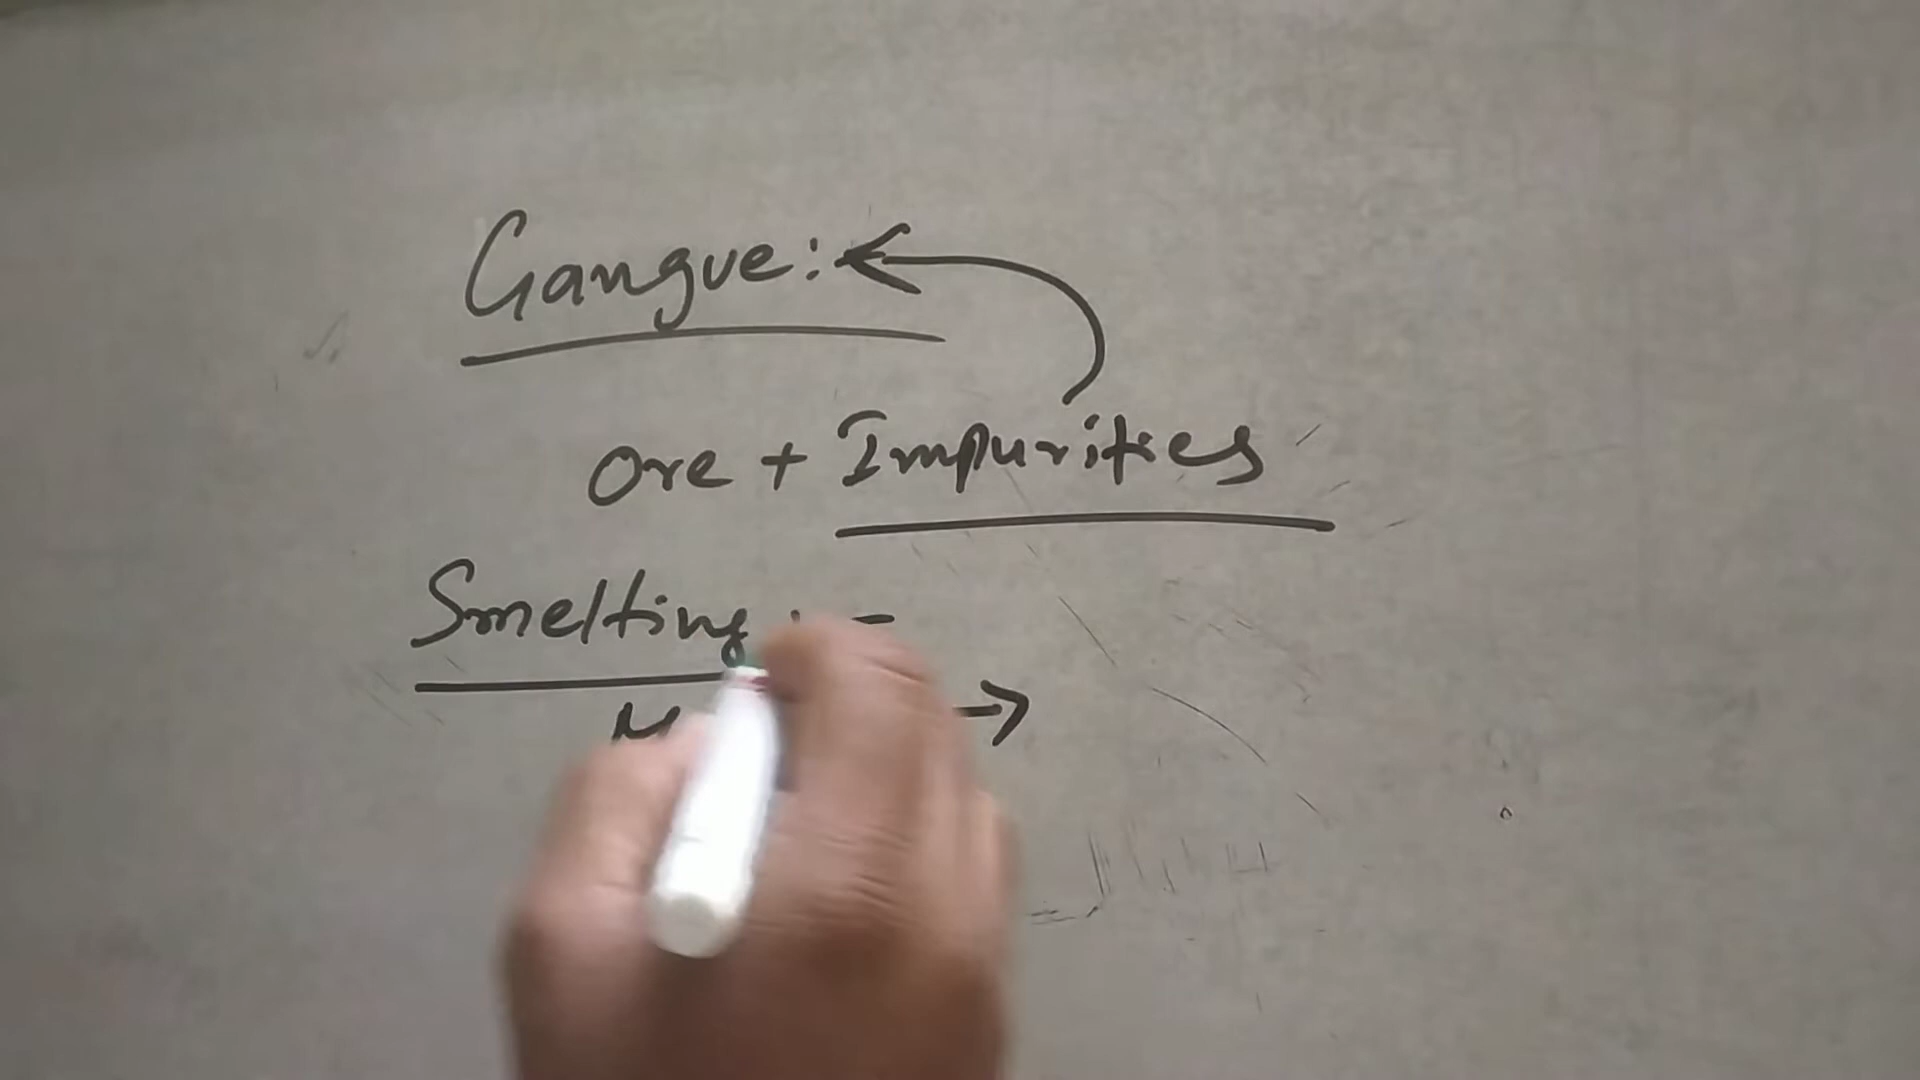 Gangue:
Ore + Impurities
Smelting : -
→